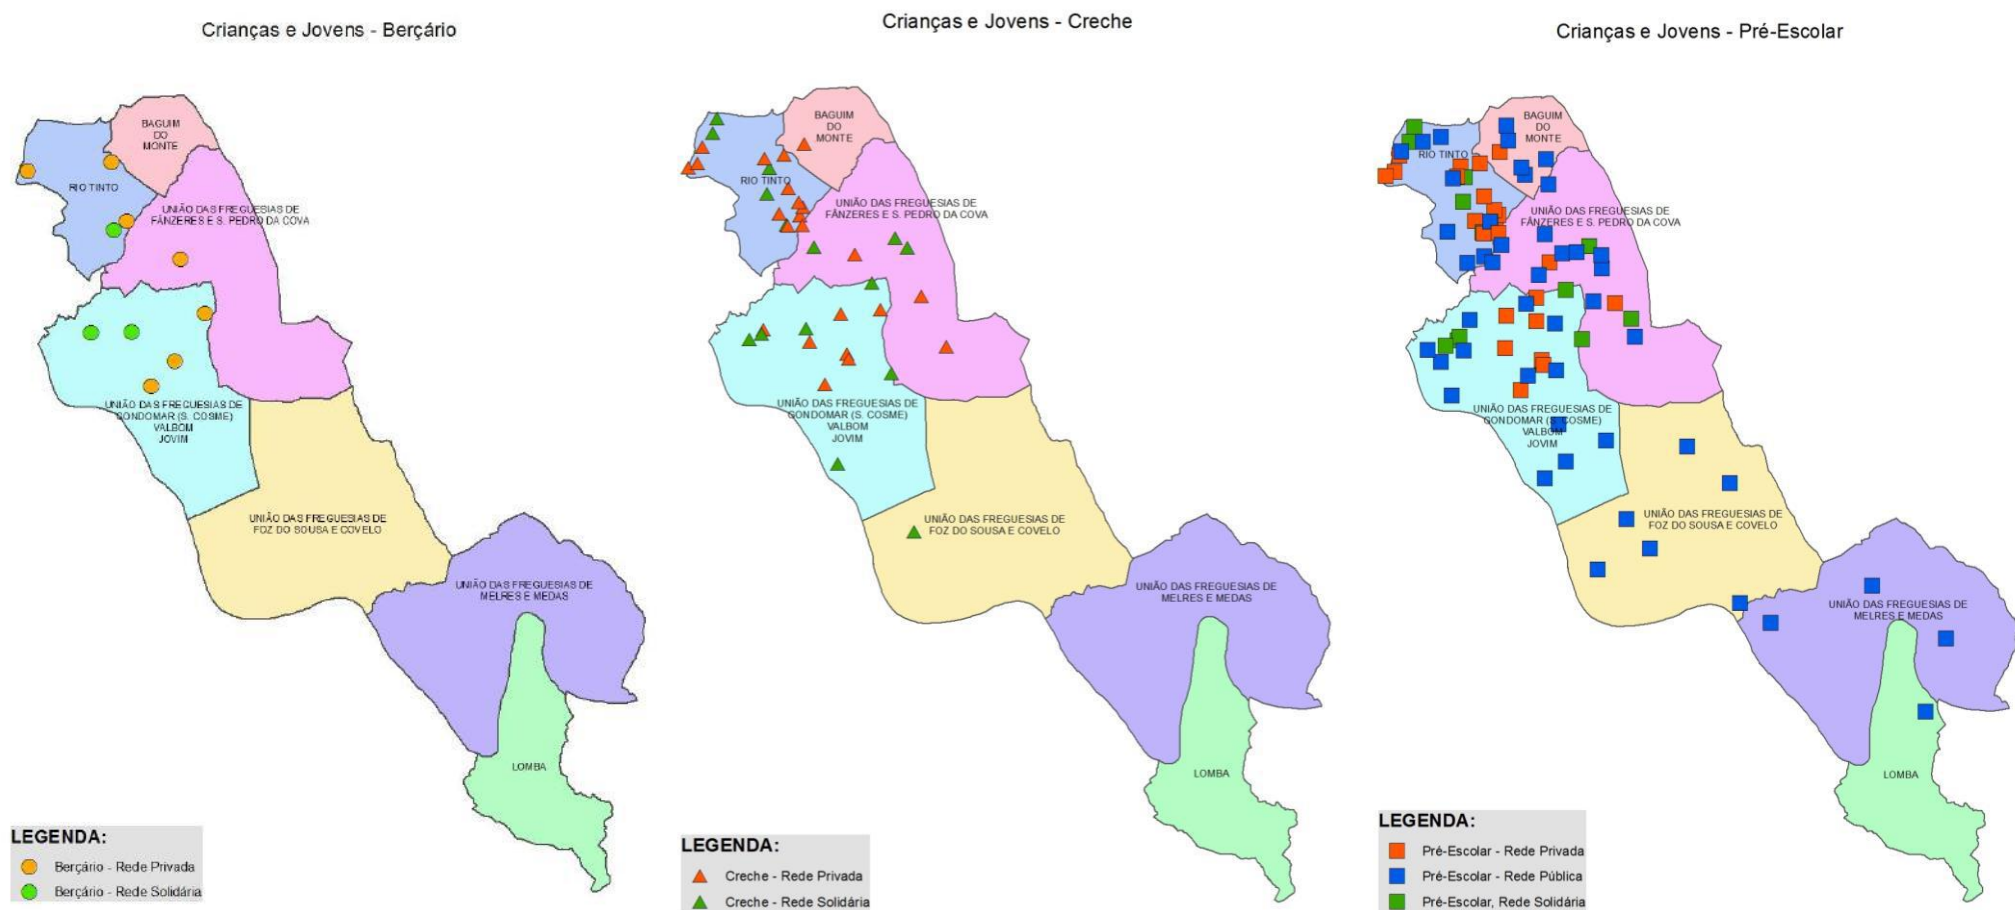 Crianças e Jovens - Berçário
BAGUIM
DO
MONTE
RIO TINTO
UNIÃO DAS FREGUESIAS DE
FÂNZERES E S. PEDRO DA COVA
UNIÃO DAS FREGUESIAS DE
GONDOMAR (S. COSME)
VALBOM
JOVIM
UNIÃO DAS FREGUESIAS DE
FOZ DO SOUSA E COVELO
UNIÃO DAS FREGUESIAS DE
MELRES E MEDAS
LOMBA
LEGENDA:
Berçário - Rede Privada
Berçário - Rede Solidária
Crianças e Jovens - Creche
BAGUIM
DO
MONTE
RIO TINTO
UNIÃO DAS FREGUESIAS DE
FÂNZERES E S. PEDRO DA COVA
UNIÃO DAS FREGUESIAS DE
GONDOMAR (S. COSME)
VALBOM
JOVIM
UNIÃO DAS FREGUESIAS DE
FOZ DO SOUSA E COVELO
UNIÃO DAS FREGUESIAS DE
MELRES E MEDAS
LOMBA
LEGENDA:
Creche - Rede Privada
Creche - Rede Solidária
Crianças e Jovens - Pré-Escolar
BAGUIM
DO
MONTE
RIO TINTO
UNIÃO DAS FREGUESIAS DE
FÂNZERES E S. PEDRO DA COVA
UNIÃO DAS FREGUESIAS DE
GONDOMAR (S. COSME)
VALBOM
JOVIM
UNIÃO DAS FREGUESIAS DE
FOZ DO SOUSA E COVELO
UNIÃO DAS FREGUESIAS DE
MELRES E MEDAS
LOMBA
LEGENDA:
Pré-Escolar - Rede Privada
Pré-Escolar - Rede Pública
Pré-Escolar, Rede Solidária